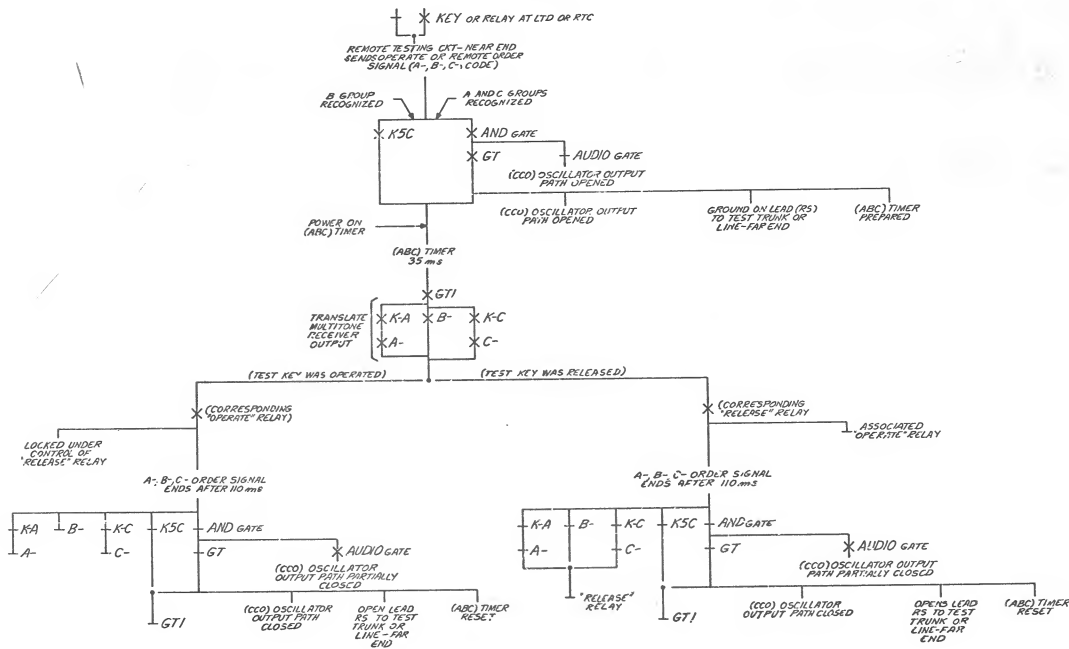 KEY OR RELAY AT LTD OR RTC
REMOTE TESTING CKT-NEAR END
SENDS OPERATE OR REMOTE ORDER
SIGNAL (A-, B-, C-, CODE)
B GROUP
RECOGNIZED
A AND C GROUPS
RECOGNIZED
K5C
AND GATE
GT
AUDIO GATE
(CCO) OSCILLATOR OUTPUT
PATH OPENED
(CCO) OSCILLATOR OUTPUT
PATH OPENED
GROUND ON LEAD (RS)
TO TEST TRUNK OR
LINE-FAR END
(ABC) TIMER
PREPARED
POWER ON
(ABC) TIMER
(ABC) TIMER
35 ms
GT1
TRANSLATE
MULTITONE
RECEIVER
OUTPUT
K-A
B-
K-C
A-
C-
(TEST KEY WAS OPERATED)
(TEST KEY WAS RELEASED)
(CORRESPONDING
"OPERATE" RELAY)
(CORRESPONDING
"RELEASE" RELAY
LOCKED UNDER
CONTROL OF
"RELEASE" RELAY
ASSOCIATED
"OPERATE" RELAY
A-, B-, C- ORDER SIGNAL
ENDS AFTER 110 ms
A-, B-, C- ORDER SIGNAL
ENDS AFTER 110 ms
K-A
B-
K-C
K5C
AND GATE
A-
C-
GT
AUDIO GATE
(CCO) OSCILLATOR
OUTPUT PATH PARTIALLY
CLOSED
GT1
(CCO) OSCILLATOR
OUTPUT PATH
CLOSED
OPEN LEAD
RS TO TEST
TRUNK OR
LINE-FAR
END
(ABC) TIMER
RESET
K-A
B-
K-C
K5C
AND GATE
A-
C-
GT
AUDIO GATE
(CCO) OSCILLATOR OUTPUT
PATH PARTIALLY CLOSED
"RELEASE"
RELAY
GT1
(CCO) OSCILLATOR
OUTPUT PATH CLOSED
OPENS LEAD
RS TO TEST
TRUNK OR
LINE-FAR
END
(ABC) TIMER
RESET